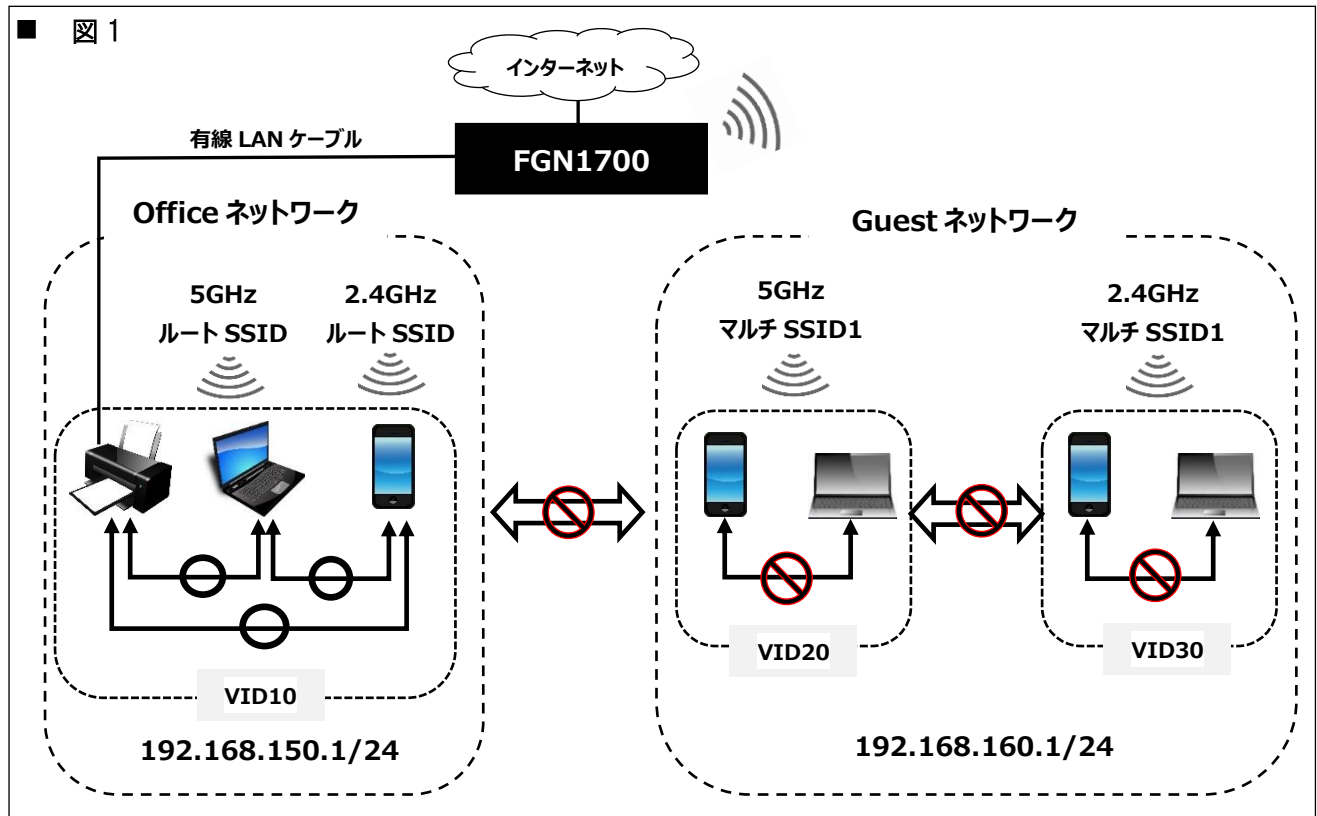 ■ 図1
インターネット
有線 LAN ケーブル
FGN1700
Office ネットワーク
Guest ネットワーク
5GHz
ルート SSID
2.4GHz
ルート SSID
5GHz
マルチ SSID1
2.4GHz
マルチ SSID1
VID10
VID20
VID30
192.168.150.1/24
192.168.160.1/24